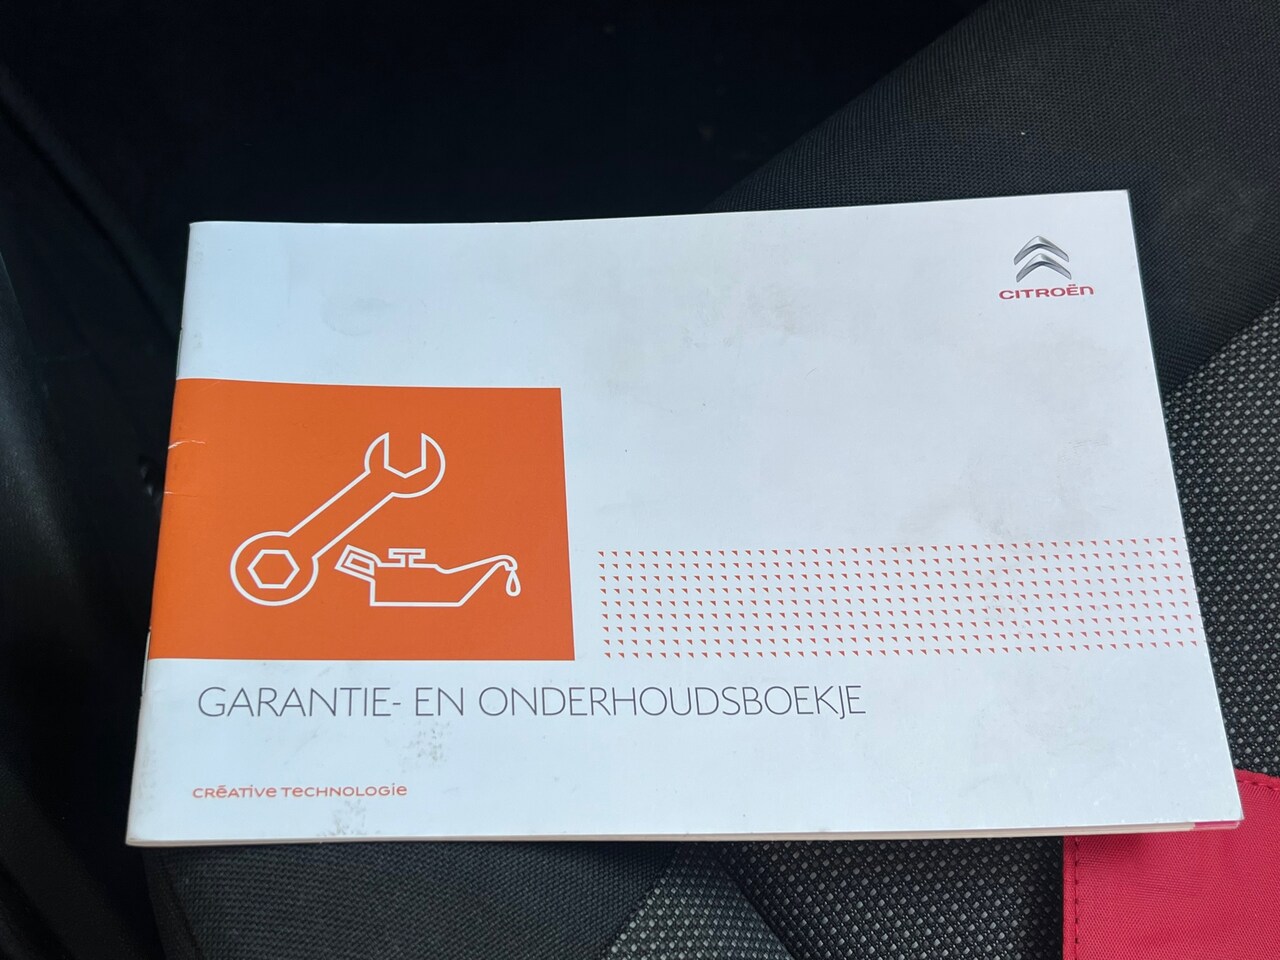 CITROËN
GARANTIE- EN ONDERHOUDSBOEKJE
CRÉATIVE TECHNOLOGIE